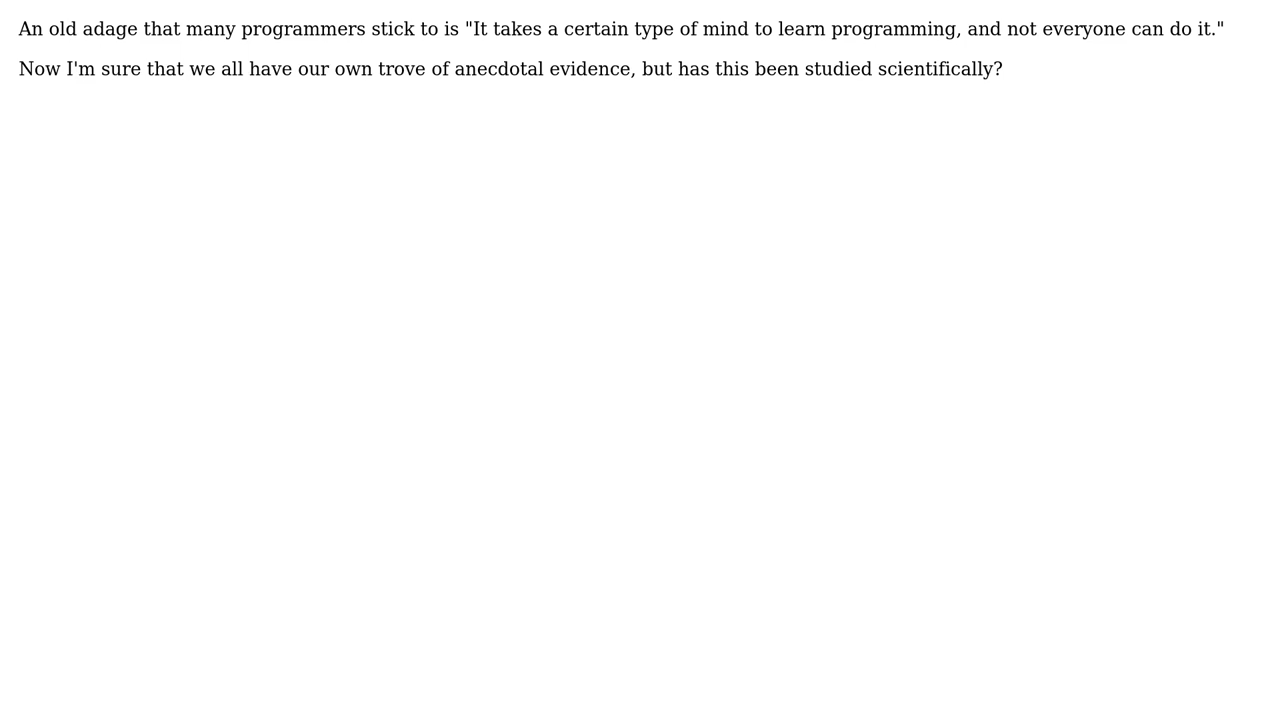 An old adage that many programmers stick to is "It takes a certain type of mind to learn programming, and not everyone can do it."
Now I'm sure that we all have our own trove of anecdotal evidence, but has this been studied scientifically?